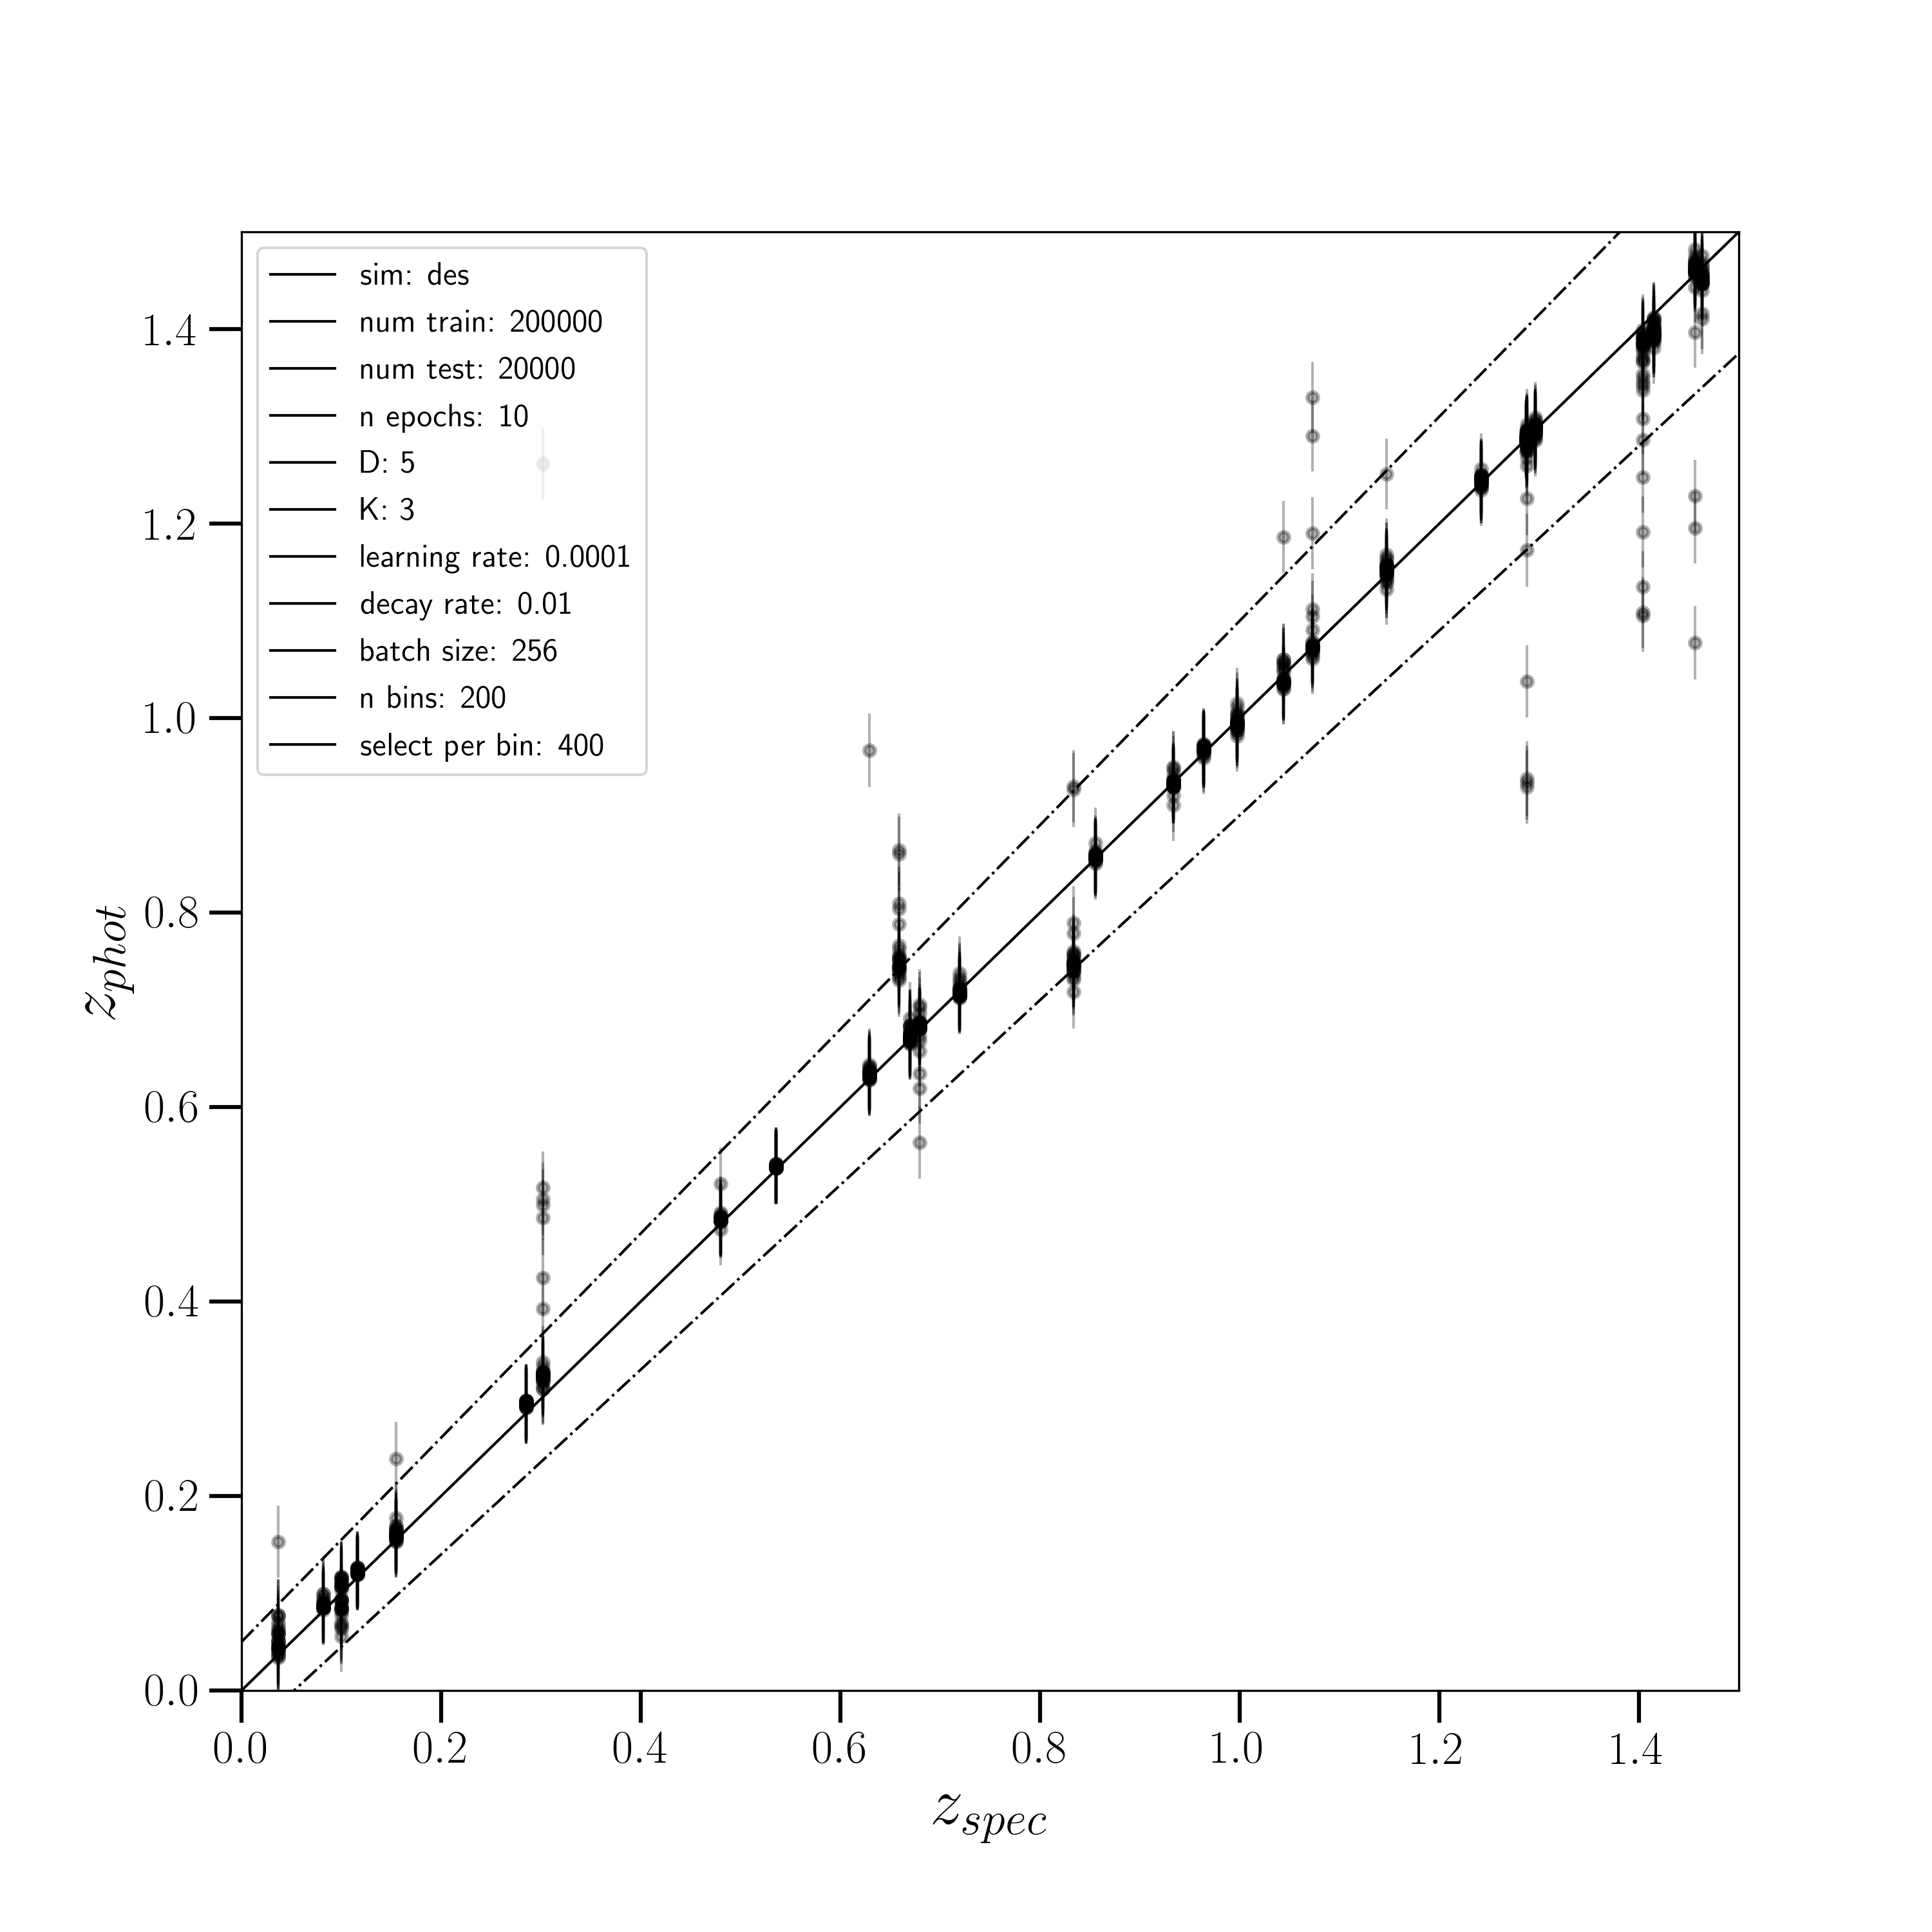 sim: des
num train: 200000
num test: 20000
n epochs: 10
D: 5
K: 3
learning rate: 0.0001
decay rate: 0.01
batch size: 256
n bins: 200
select per bin: 400
1.4
1.2
1.0
0.8
0.6
0.4
0.2
0.0
z_phot
0.0 0.2 0.4 0.6 0.8 1.0 1.2 1.4
z_spec